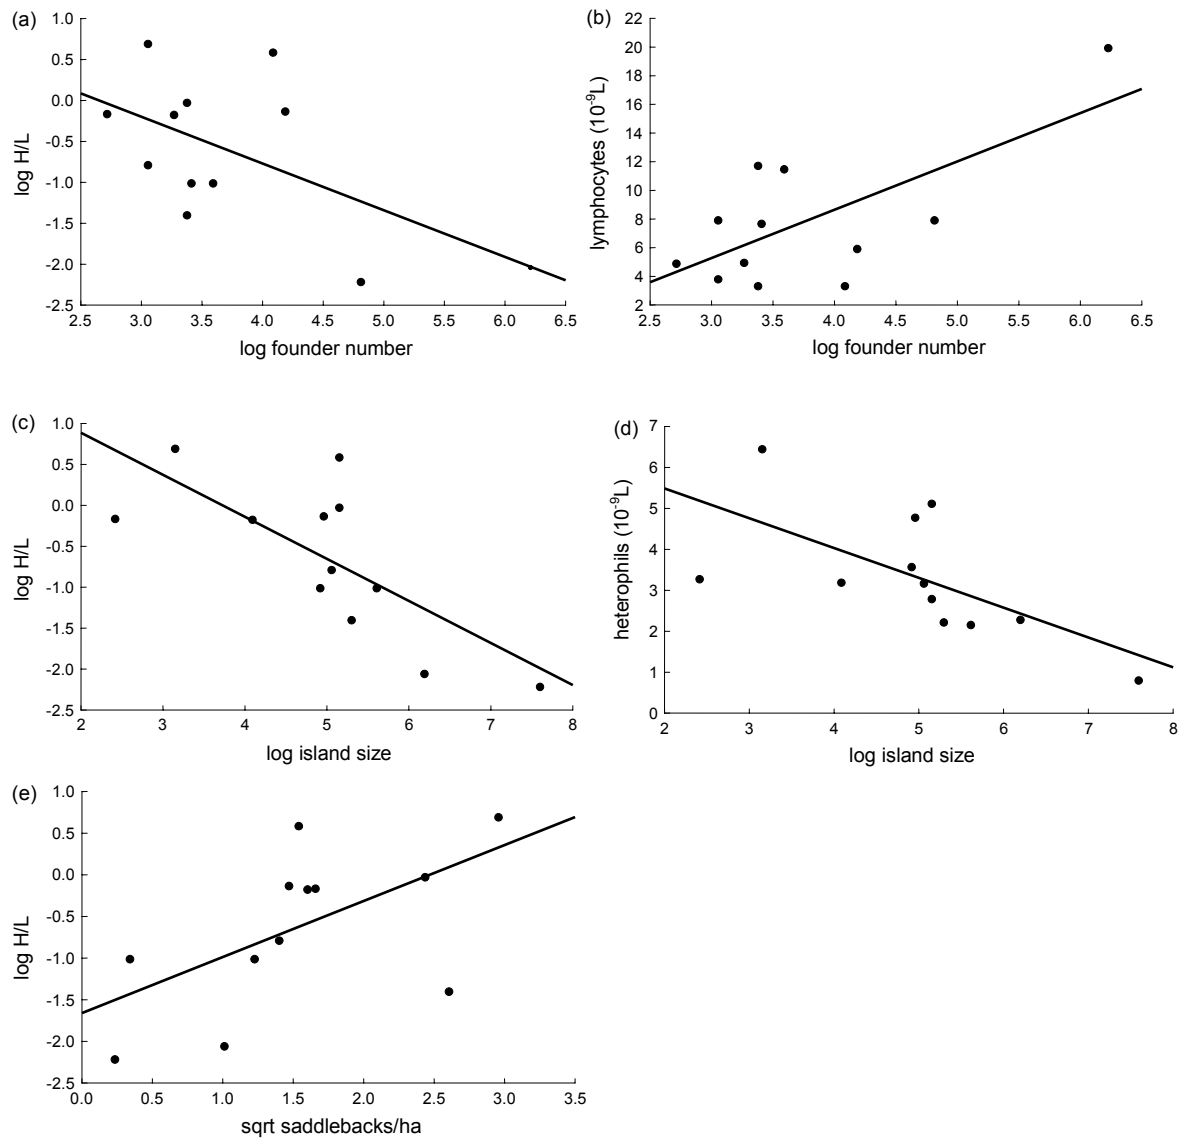 (a)
1.0
0.5
0.0
-0.5
-1.0
-1.5
-2.0
-2.5
log H/L
2.5 3.0 3.5 4.0 4.5 5.0 5.5 6.0 6.5
log founder number
(b)
22
20
18
16
14
12
10
8
6
4
2
lymphocytes (10⁻⁹L)
2.5 3.0 3.5 4.0 4.5 5.0 5.5 6.0 6.5
log founder number
(c)
1.0
0.5
0.0
-0.5
-1.0
-1.5
-2.0
-2.5
log H/L
2 3 4 5 6 7 8
log island size
(d)
7
6
5
4
3
2
1
0
heterophils (10⁻⁹L)
2 3 4 5 6 7 8
log island size
(e)
1.0
0.5
0.0
-0.5
-1.0
-1.5
-2.0
-2.5
log H/L
0.0 0.5 1.0 1.5 2.0 2.5 3.0 3.5
sqrt saddlebacks/ha